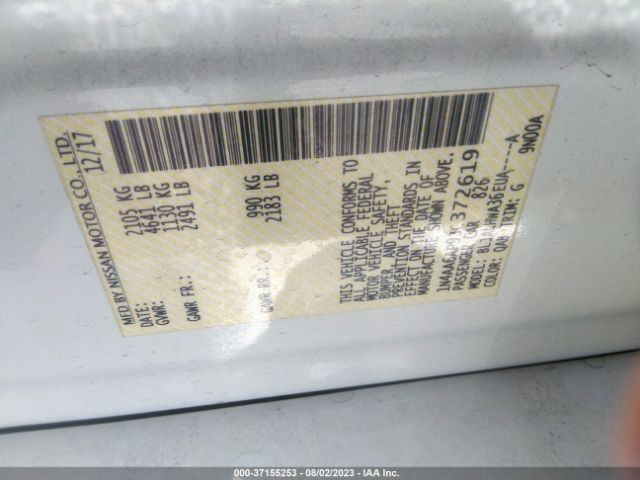 MFD BY NISSAN MOTOR CO., LTD.
DATE: 12/17
GVWR: 2105 KG
4641 LB
GAWR FR.: 1130 KG
2491 LB
GAWR RR.: 990 KG
2183 LB
THIS VEHICLE CONFORMS TO
ALL APPLICABLE FEDERAL
MOTOR VEHICLE SAFETY,
BUMPER, AND THEFT
PREVENTION STANDARDS IN
EFFECT ON THE DATE OF
MANUFACTURE SHOWN ABOVE.
372619
PASSENGER CAR 826
MODEL:
COLOR: QAB TRIM: G 9N00A
000-37155253 - 08/02/2023 - IAA Inc.